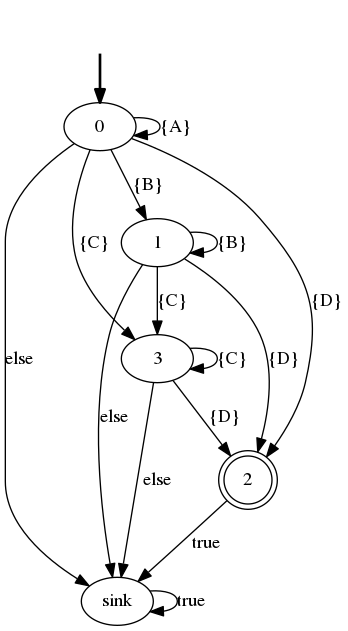 0
{A}
{B}
{C}
1
{B}
{C}
{D}
{D}
else
3
{C}
else
{D}
else
2
true
sink
true